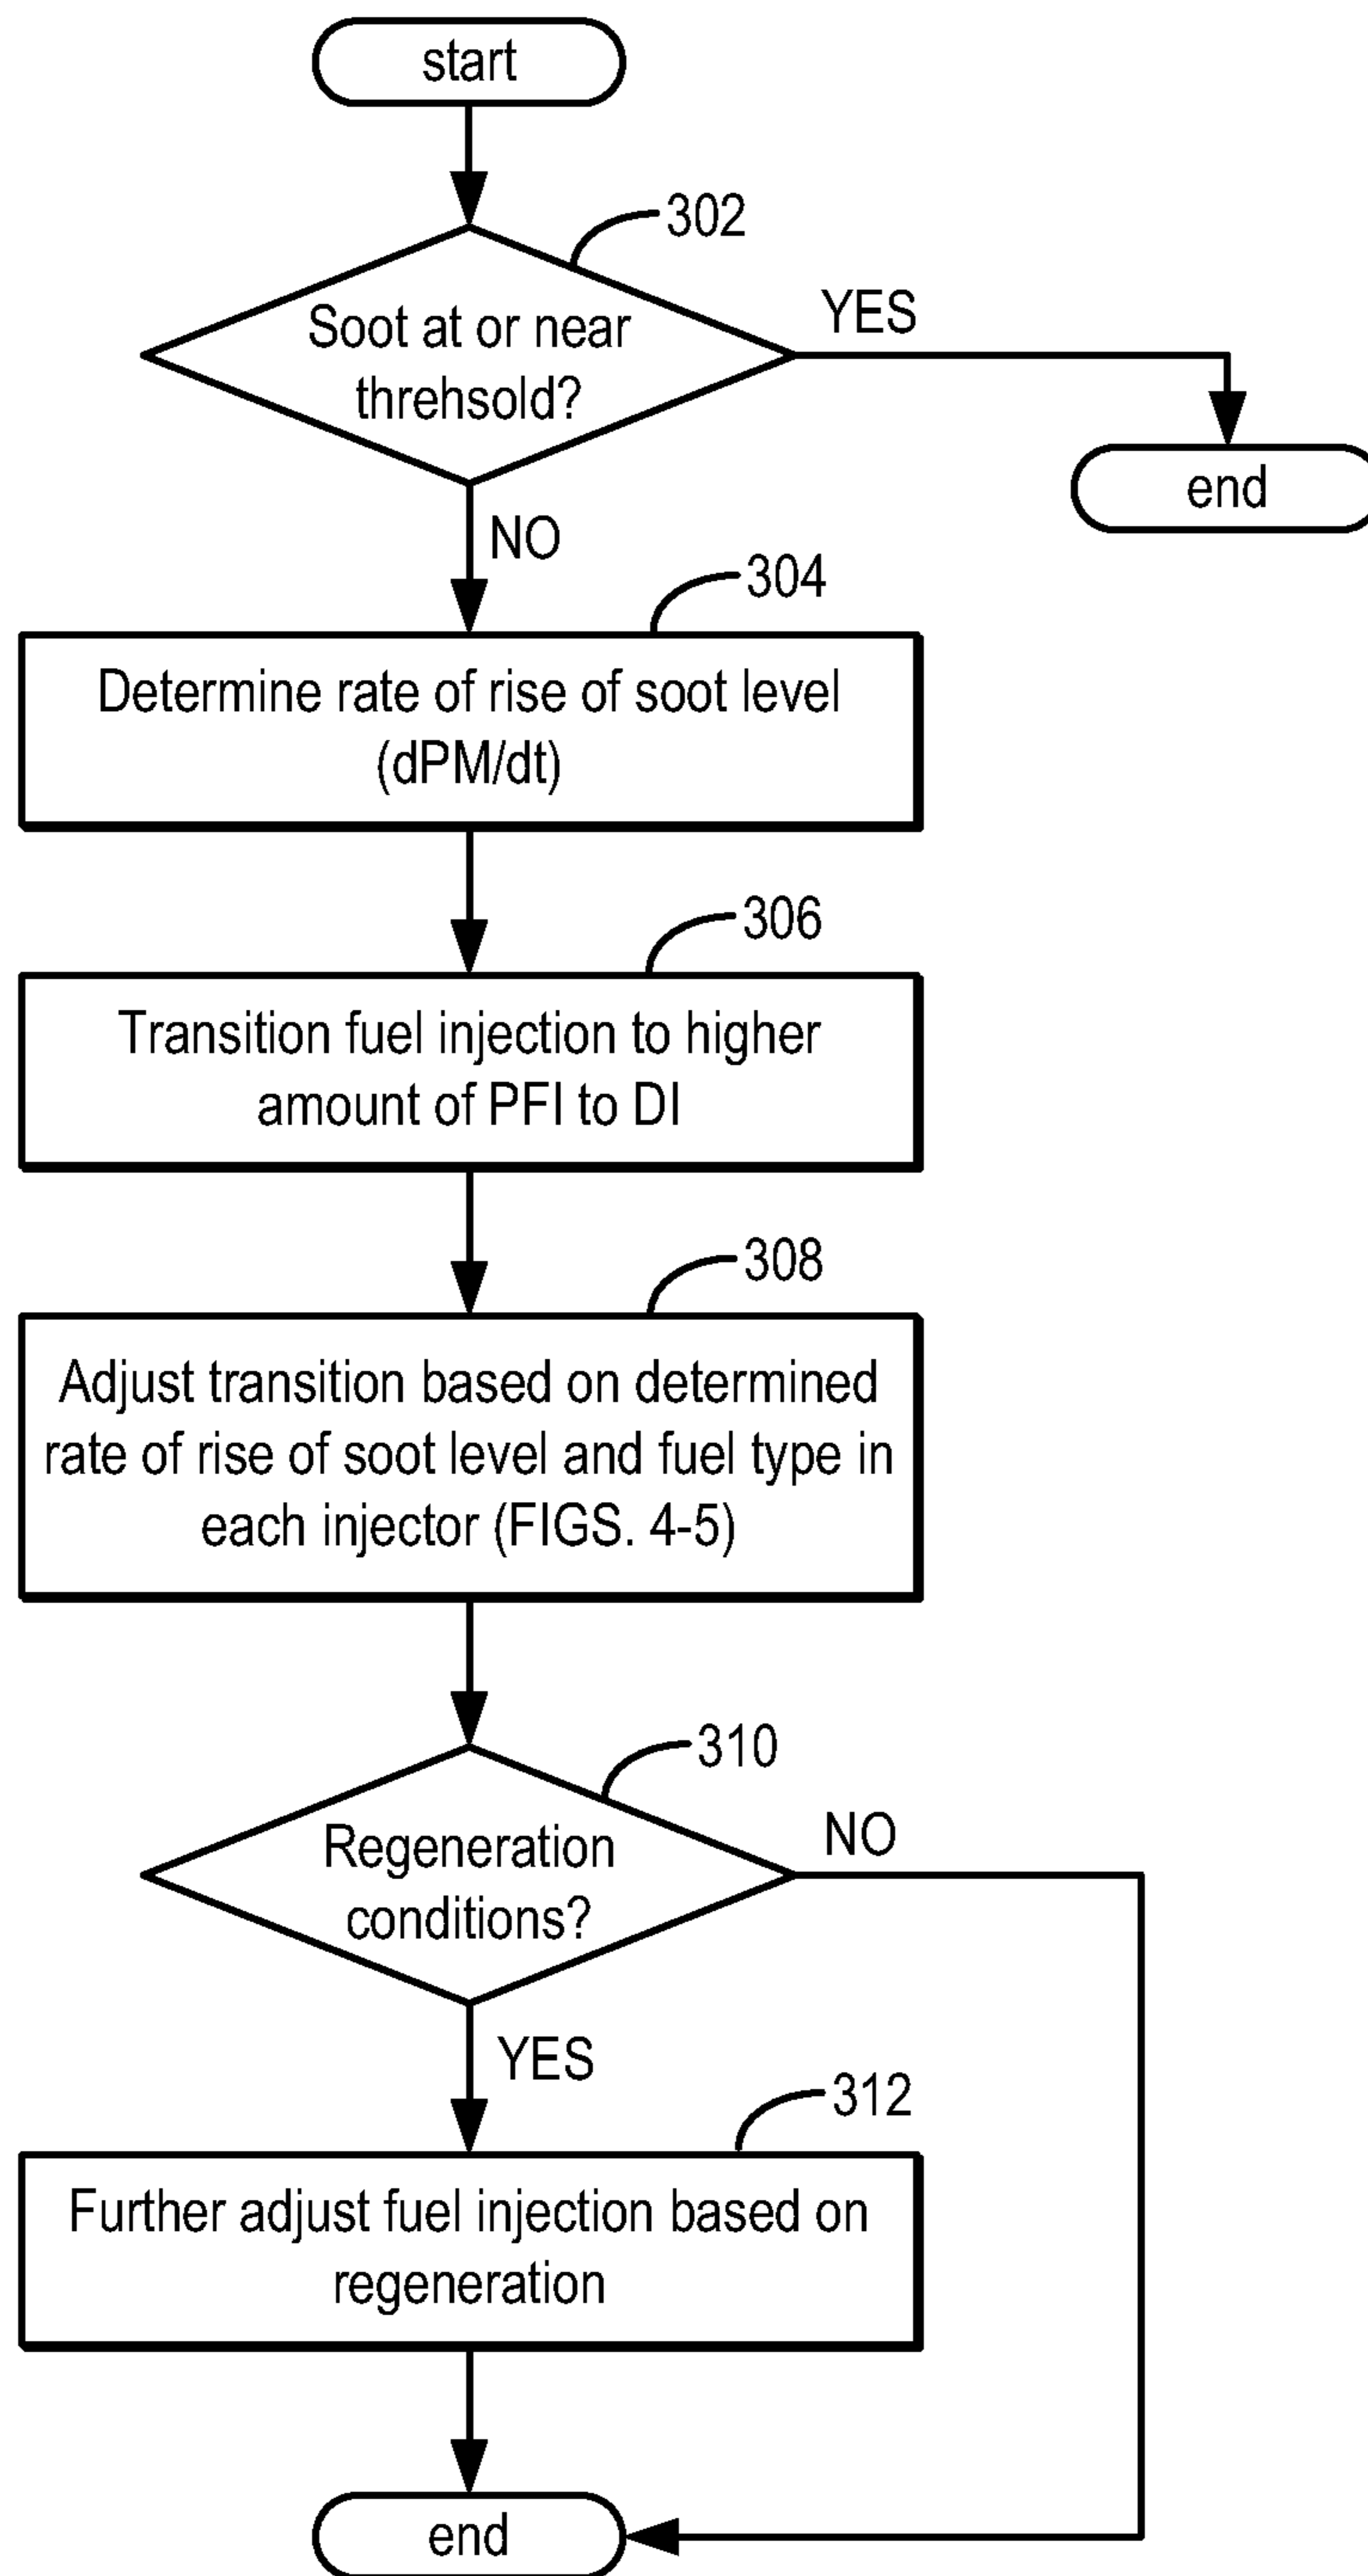 start
302
Soot at or near
threhsold?
YES
end
NO
304
Determine rate of rise of soot level
(dPM/dt)
306
Transition fuel injection to higher
amount of PFI to DI
308
Adjust transition based on determined
rate of rise of soot level and fuel type in
each injector (FIGS. 4-5)
310
Regeneration
conditions?
NO
YES
312
Further adjust fuel injection based on
regeneration
end